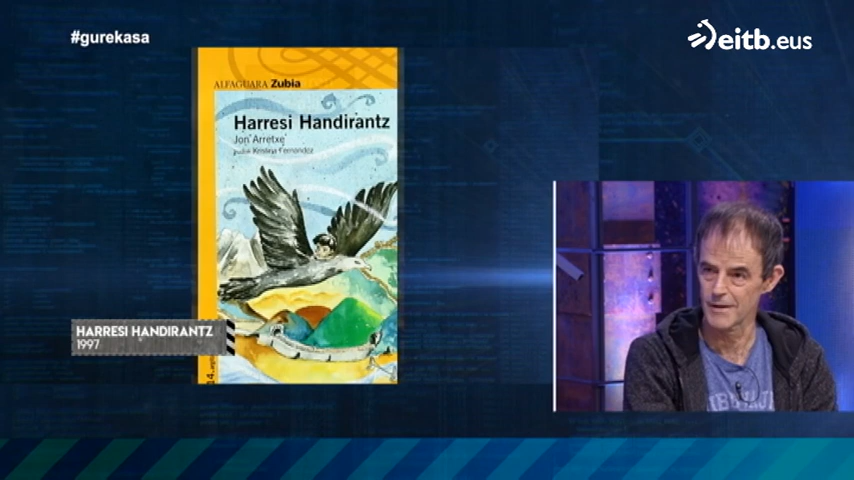 #gurekasa
eitb.eus
ALFAGUARA Zubia
Harresi Handirantz
Jon Arretxe
HARRESI HANDIRANTZ
1997